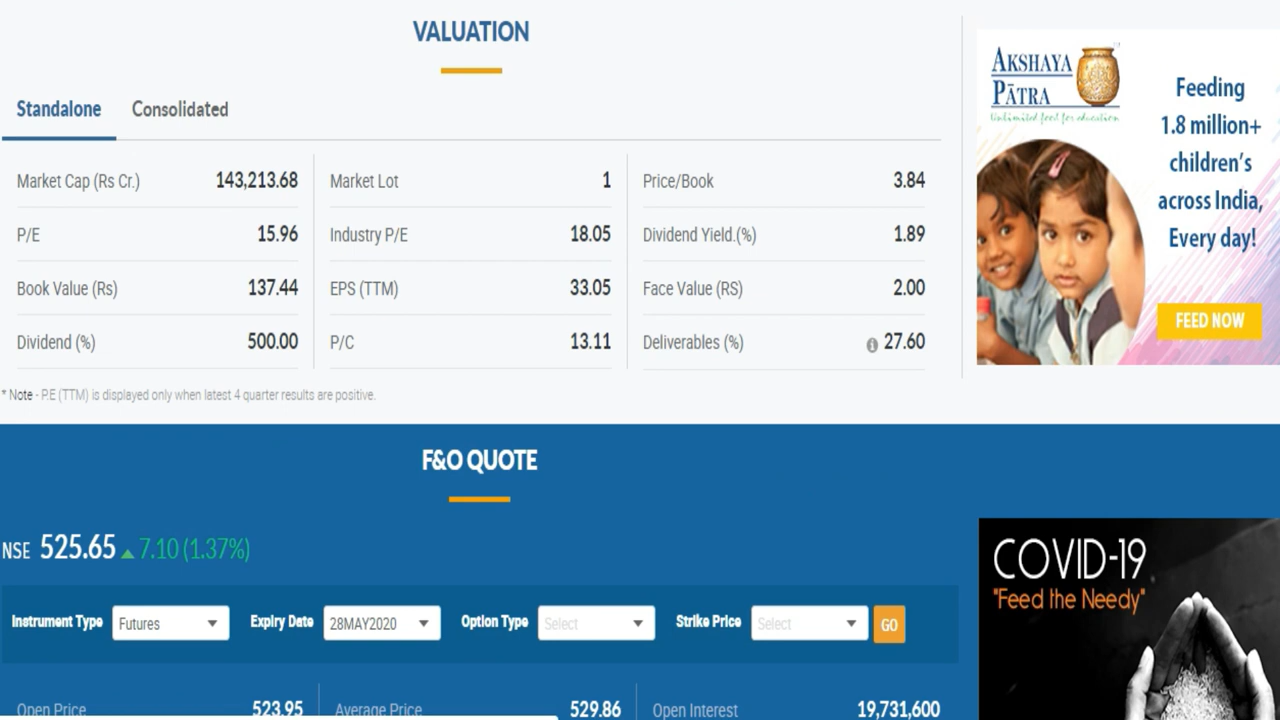 VALUATION
Standalone Consolidated
Market Cap (Rs Cr.) 143,213.68 Market Lot 1 Price/Book 3.84
P/E 15.96 Industry P/E 18.05 Dividend Yield.(%) 1.89
Book Value (Rs) 137.44 EPS (TTM) 33.05 Face Value (RS) 2.00
Dividend (%) 500.00 P/C 13.11 Deliverables (%) 27.60
* Note - P.E (TTM) is displayed only when latest 4 quarter results are positive.
AKSHAYA
PĀTRA
Unlimited food for education
Feeding
1.8 million+
children's
across India,
Every day!
FEED NOW
F&O QUOTE
NSE 525.65 7.10 (1.37%)
Instrument Type Futures Expiry Date 28MAY2020 Option Type Select Strike Price Select GO
Open Price 523.95 Average Price 529.86 Open Interest 19,731,600
COVID-19
"Feed the Needy"